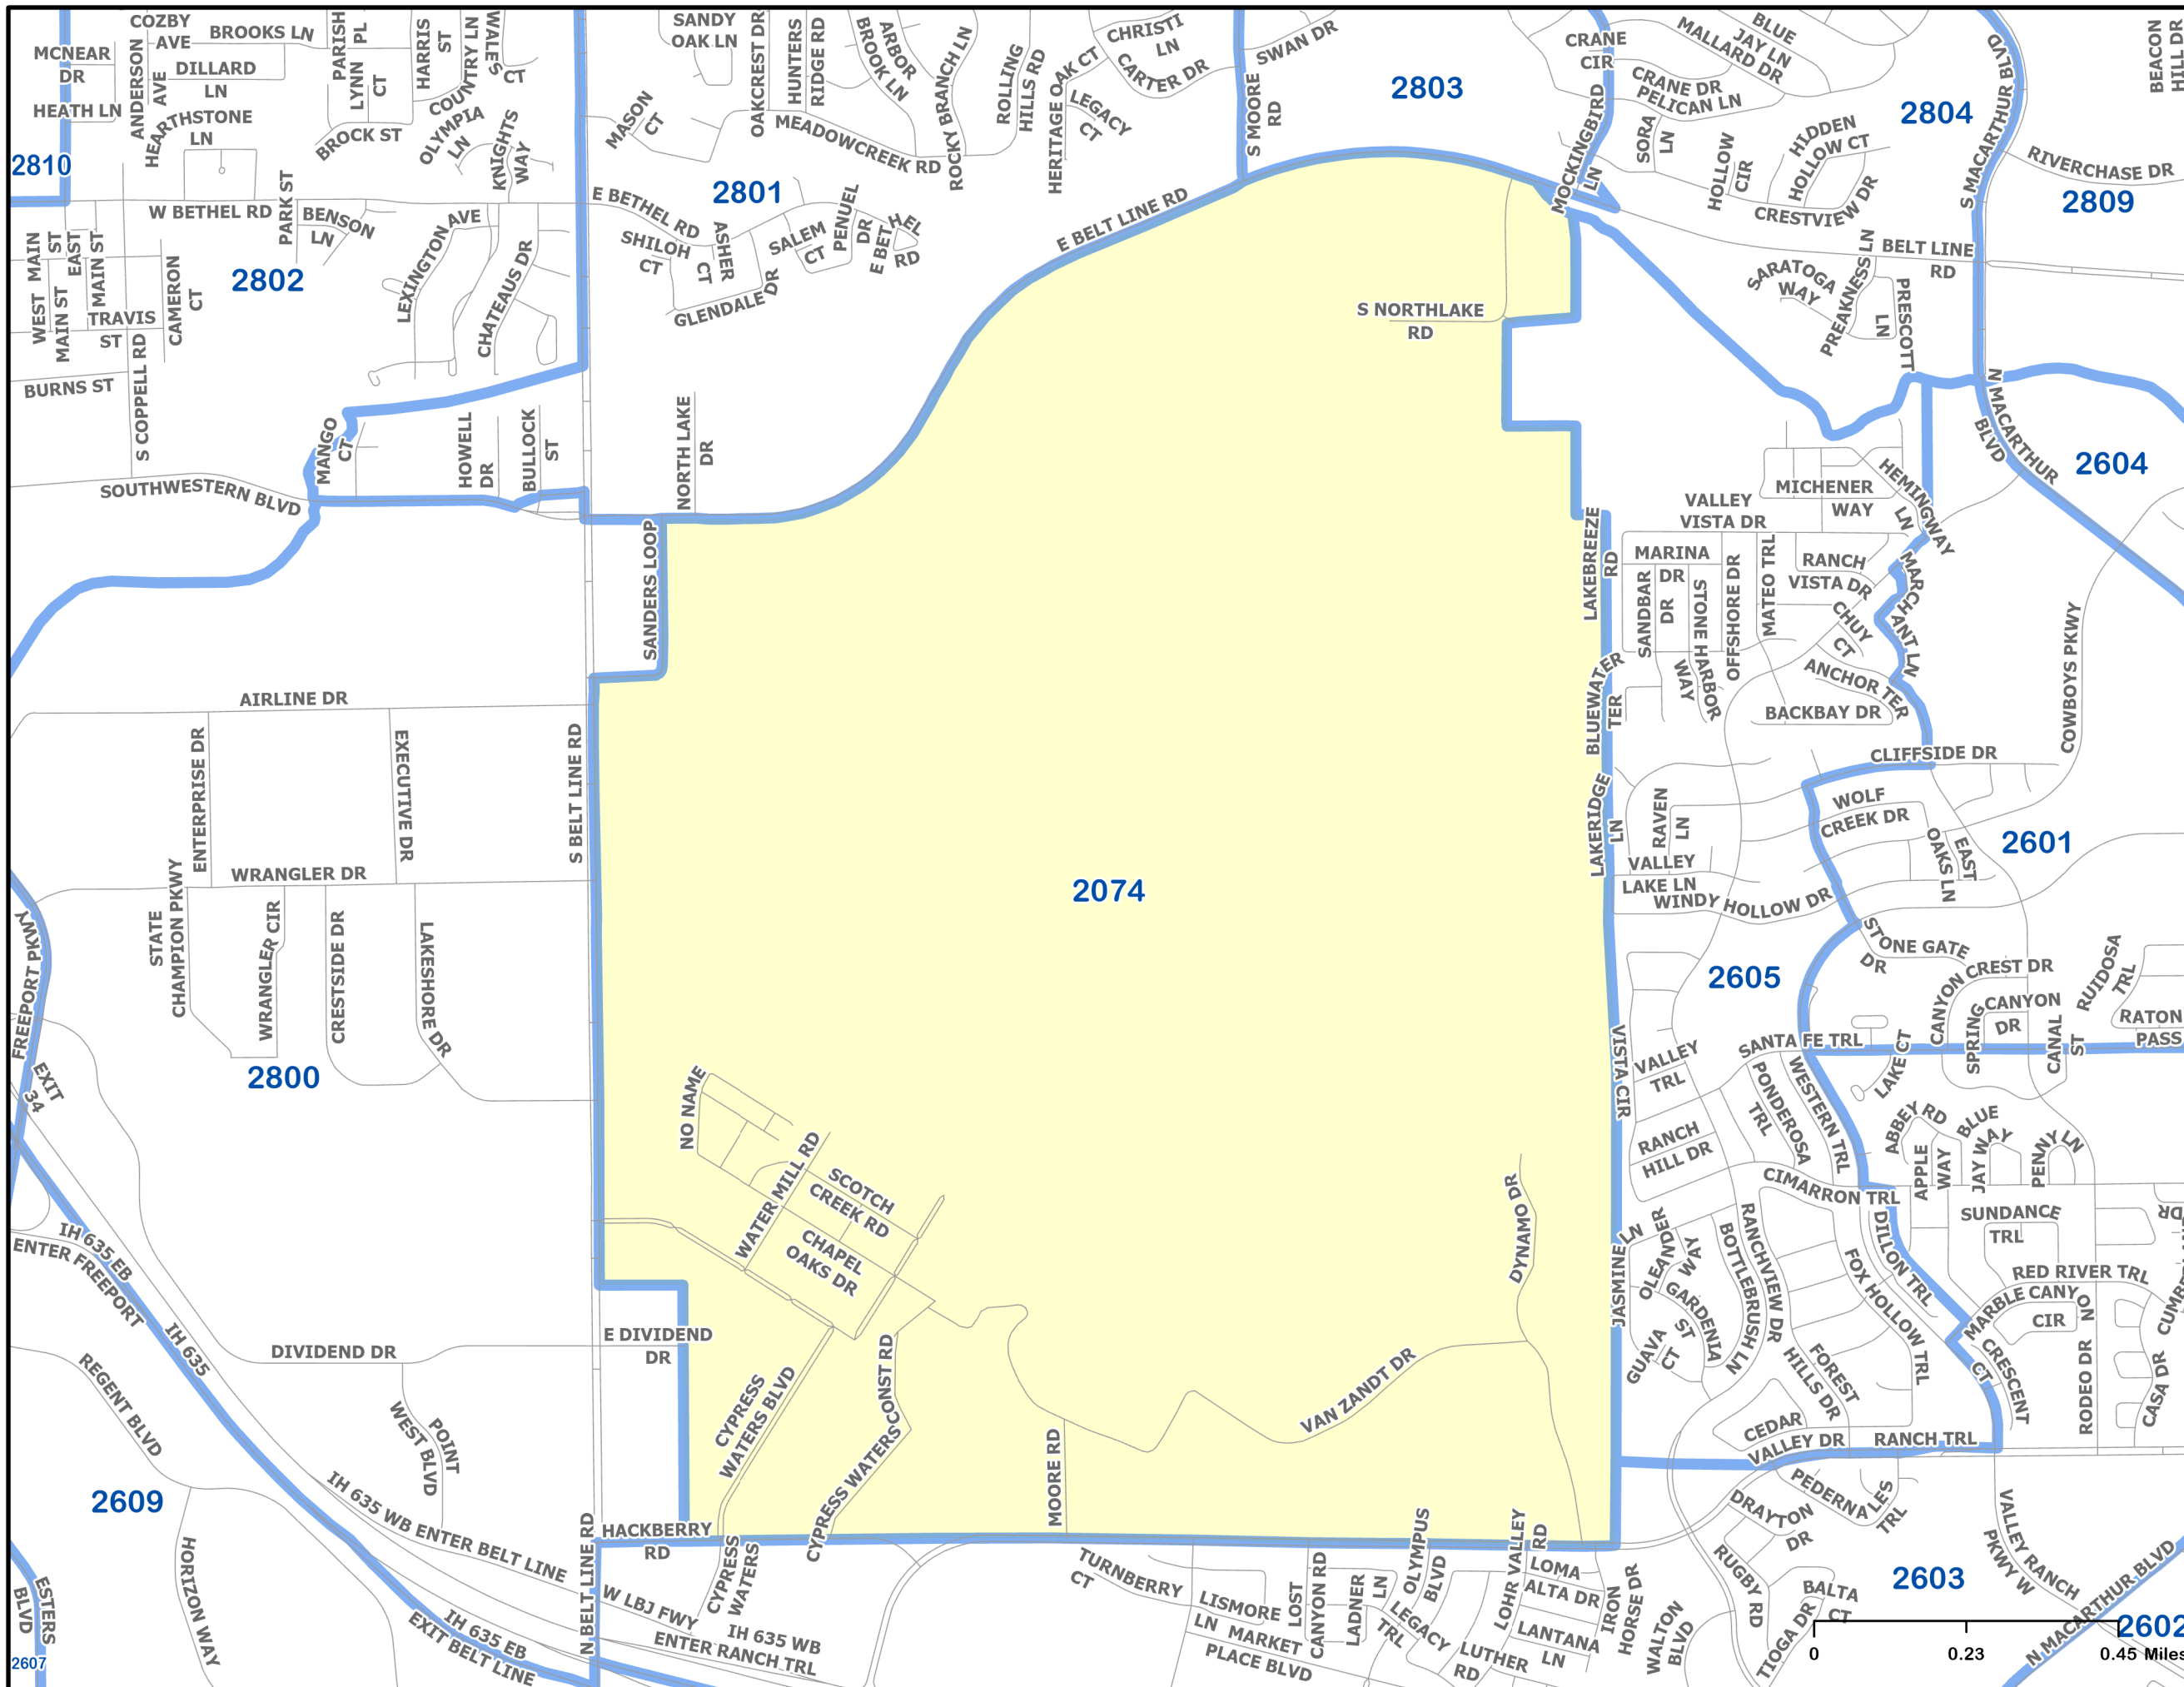 COZBY
AVE
BROOKS LN
PARISH
PL
HARRIS
ST
WALES
CT
SANDY
OAK LN
OAKCREST DR
HUNTERS
RIDGE RD
ARBOR
BROOK LN
ROCKY BRANCH LN
ROLLING
HILLS RD
CHRISTI
LN
CARTER DR
SWAN DR
CRANE
CIR
MALLARD DR
BLUE
JAY LN
S MACARTHUR BLVD
BEACON
HILL DR
MCNEAR
DR
ANDERSON
AVE
DILLARD
LN
LYNN
CT
COUNTRY LN
HEATH LN
HEARTHSTONE
LN
BROCK ST
OLYMPIA
LN
KNIGHTS
WAY
MASON
CT
MEADOWCREEK RD
HERITAGE OAK CT
LEGACY
CT
S MOORE
RD
2803
MOCKINGBIRD
LN
CRANE DR
PELICAN LN
SORA
LN
HOLLOW
CIR
HIDDEN
HOLLOW CT
2804
RIVERCHASE DR
2809
2810
W BETHEL RD
PARK ST
BENSON
LN
LEXINGTON AVE
CHATEAUS DR
E BETHEL RD
2801
SHILOH
CT
ASHER
CT
SALEM
CT
PENUEL
DR
E BETHEL
RD
GLENDALE DR
E BELT LINE RD
CRESTVIEW DR
BELT LINE
RD
SARATOGA
WAY
PREAKNESS LN
PRESCOTT
LN
WEST MAIN
ST
EAST
MAIN ST
MAIN ST
2802
CAMERON
CT
TRAVIS
ST
BURNS ST
S COPPELL RD
S NORTHLAKE
RD
MANGO
CT
HOWELL
DR
BULLOCK
ST
NORTH LAKE
DR
SOUTHWESTERN BLVD
SANDERS LOOP
N MACARTHUR
BLVD
2604
MICHENER
WAY
HEMINGWAY
LN
VALLEY
VISTA DR
LAKEBREEZE
RD
MARINA
DR
SANDBAR
DR
STONE HARBOR
WAY
OFFSHORE DR
MATEO TRL
RANCH
VISTA DR
MARCHANT LN
CHUY
CT
ANCHOR TER
BACKBAY DR
BLUEWATER
TER
COWBOYS PKWY
CLIFFSIDE DR
AIRLINE DR
ENTERPRISE DR
EXECUTIVE DR
S BELT LINE RD
WRANGLER DR
2074
LAKERIDGE
LN
RAVEN
LN
VALLEY
LAKE LN
WINDY HOLLOW DR
WOLF
CREEK DR
EAST
OAKS LN
2601
STATE
CHAMPION PKWY
WRANGLER CIR
CRESTSIDE DR
LAKESHORE DR
FREEPORT PKWY
EXIT
34
2800
2605
STONE GATE
DR
CANYON CREST DR
SPRING CANYON
DR
CANAL
ST
RUIDOSA
TRL
RATON
PASS
SANTA FE TRL
VISTA CIR
VALLEY
TRL
PONDEROSA
TRL
WESTERN TRL
LAKE CT
ABBEY RD
APPLE
WAY
BLUE
JAY WAY
PENNY LN
RANCH
HILL DR
CIMARRON TRL
NO NAME
WATER MILL RD
SCOTCH
CREEK RD
CHAPEL
OAKS DR
DYNAMO DR
JASMINE LN
OLEANDER
WAY
RANCHVIEW DR
BOTTLEBRUSH LN
GARDENIA
ST
GUAVA
CT
DILLON TRL
FOX HOLLOW TRL
SUNDANCE
TRL
RED RIVER TRL
MARBLE CANYON
CIR
CRESCENT
CT
FOREST
HILLS DR
RODEO DR
CASA DR
DR
IH 635 EB
ENTER FREEPORT
IH 635
DIVIDEND DR
E DIVIDEND
DR
REGENT BLVD
WEST POINT
BLVD
CYPRESS
WATERS BLVD
CYPRESS WATERS CONST RD
VAN ZANDT DR
MOORE RD
CEDAR
VALLEY DR
RANCH TRL
PEDERNALES
TRL
2609
IH 635 WB ENTER BELT LINE
HACKBERRY
RD
N BELT LINE RD
W LBJ FWY
CYPRESS
WATERS
IH 635 WB
ENTER RANCH TRL
IH 635 EB
EXIT BELT LINE
HORIZON WAY
ESTERS
BLVD
2607
TURNBERRY
CT
LISMORE
LN
MARKET
PLACE BLVD
LOST
CANYON RD
LADNER
LN
OLYMPUS
BLVD
LEGACY
TRL
LUTHER
RD
LOHR VALLEY
RD
LOMA
ALTA DR
LANTANA
LN
IRON
HORSE DR
WALTON
BLVD
DRAYTON
DR
RUGBY RD
BALTA
CT
TIOGA DR
2603
VALLEY RANCH
PKWY W
N MACARTHUR BLVD
2602
0
0.23
0.45 Miles